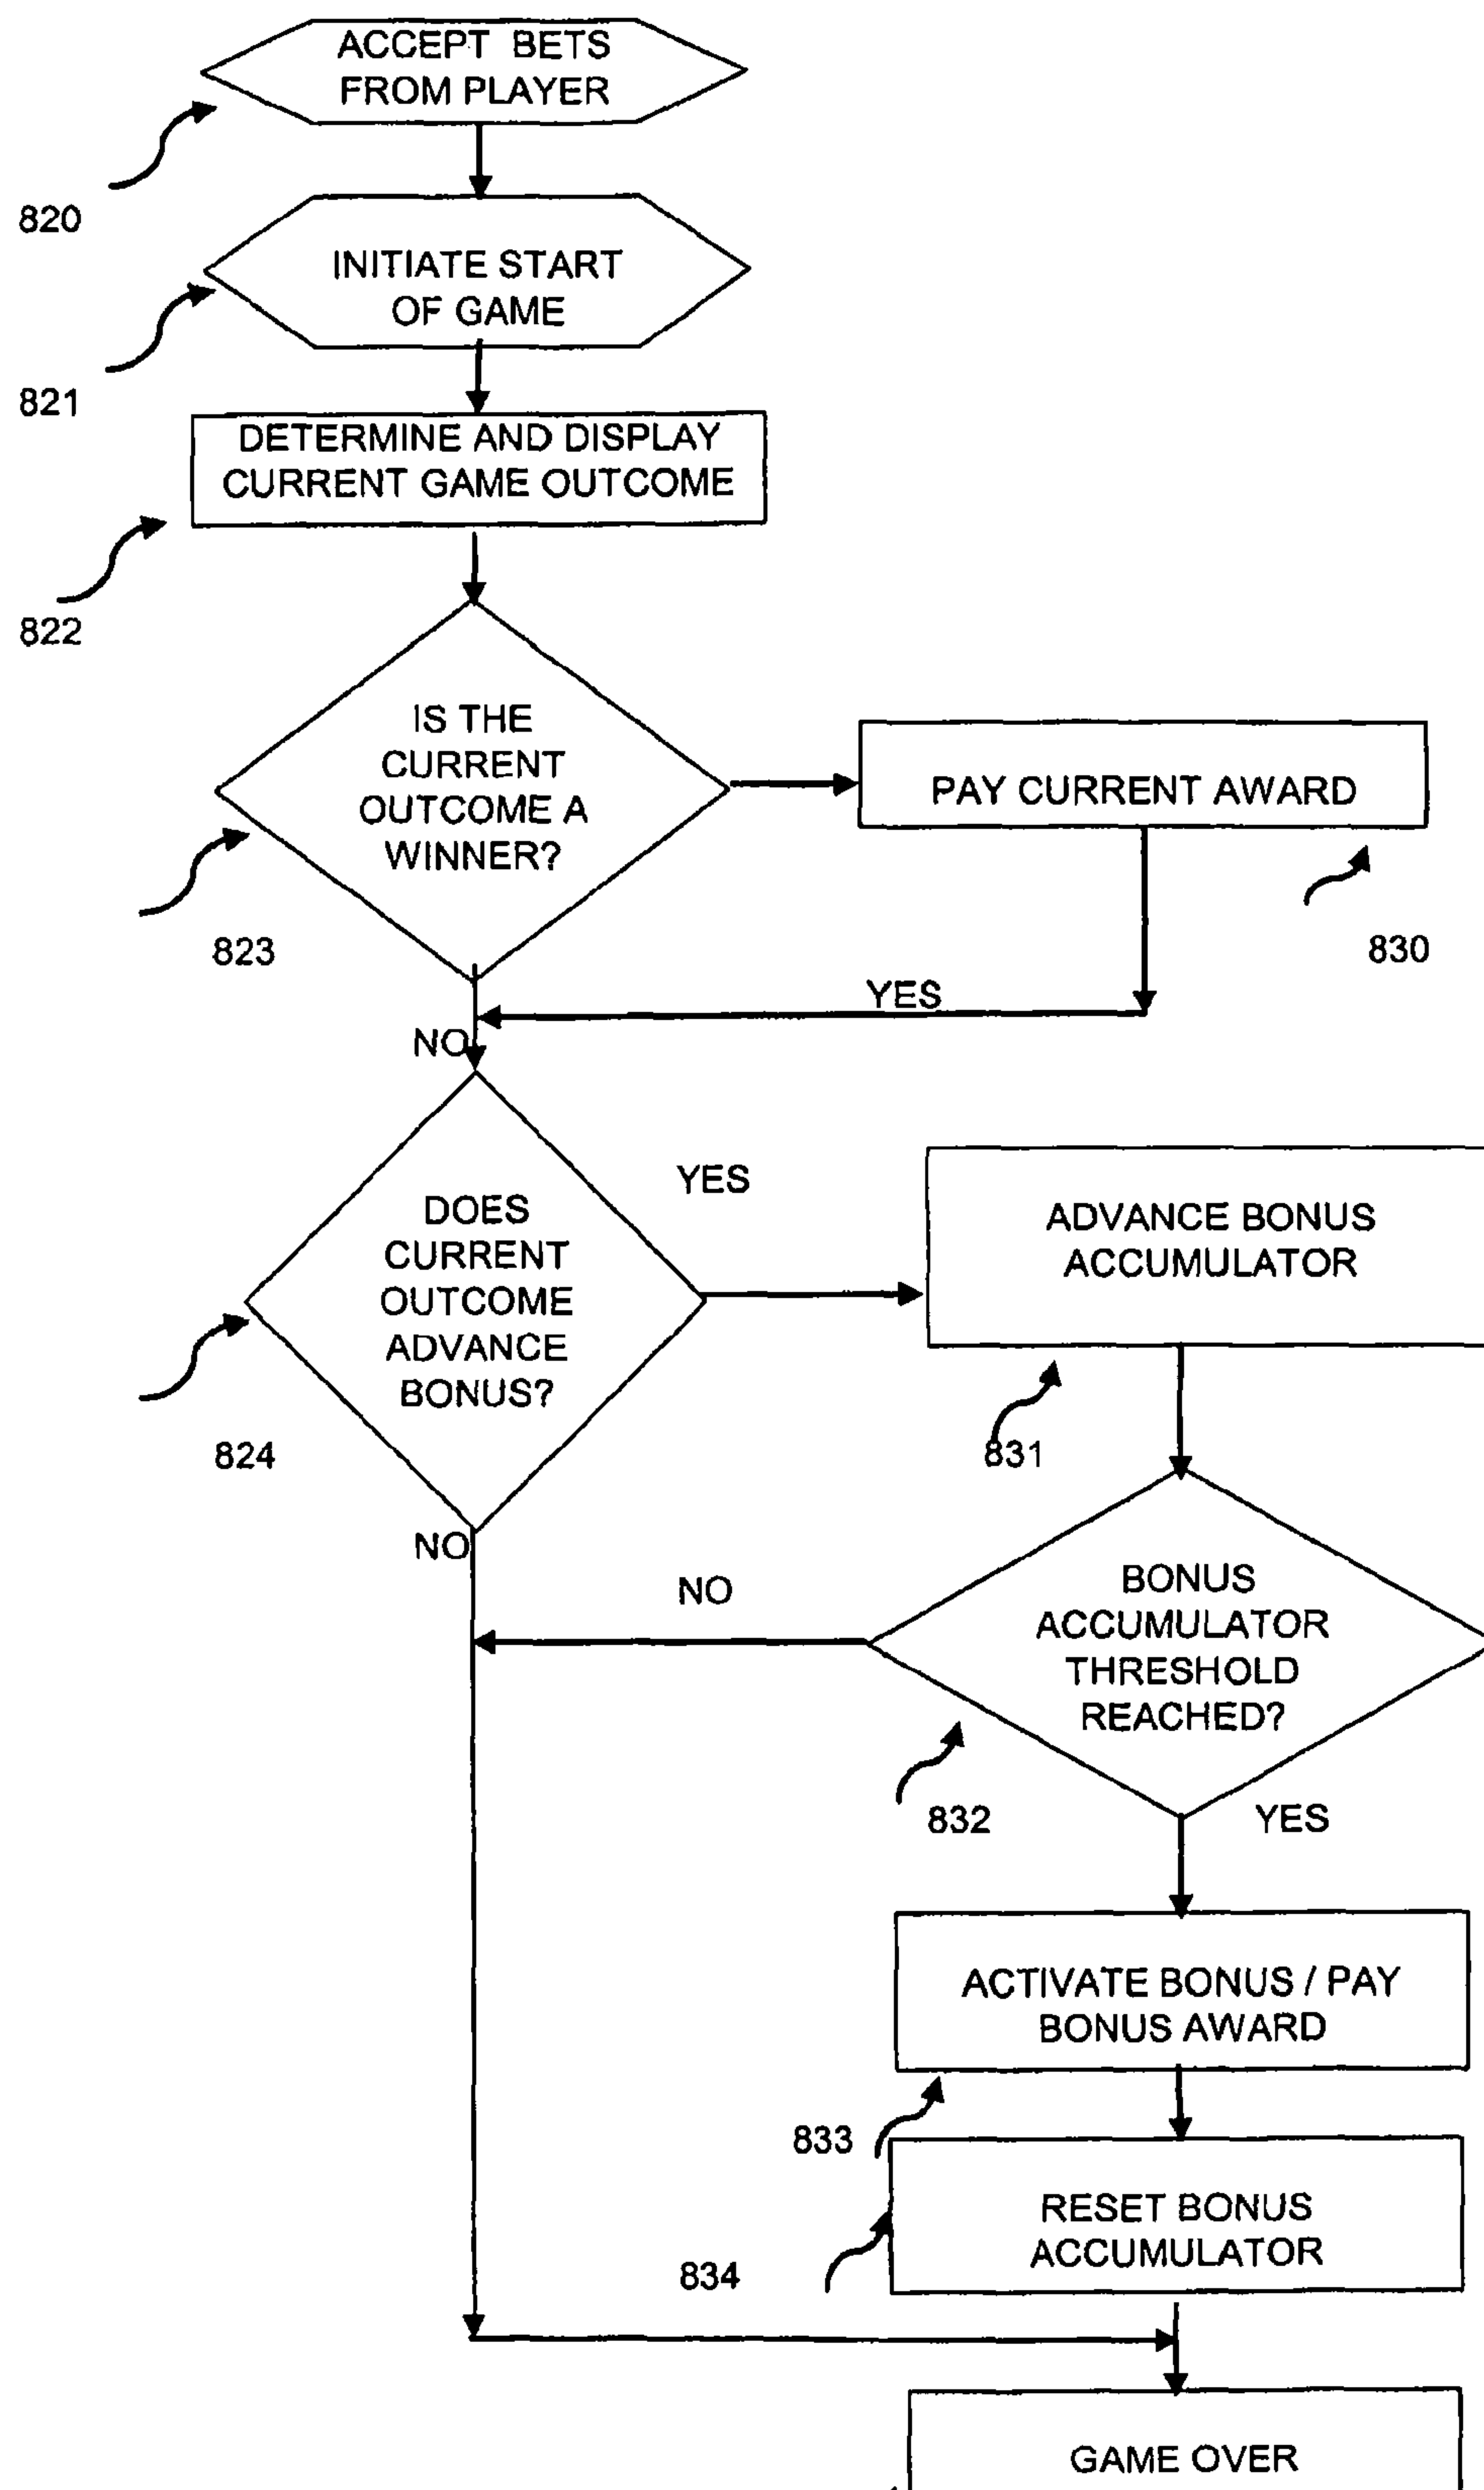 ACCEPT BETS
FROM PLAYER
820
INITIATE START
OF GAME
821
DETERMINE AND DISPLAY
CURRENT GAME OUTCOME
822
IS THE
CURRENT
OUTCOME A
WINNER?
PAY CURRENT AWARD
823
830
YES
NO
YES
DOES
CURRENT
OUTCOME
ADVANCE
BONUS?
ADVANCE BONUS
ACCUMULATOR
824
831
NO
NO
BONUS
ACCUMULATOR
THRESHOLD
REACHED?
832
YES
ACTIVATE BONUS / PAY
BONUS AWARD
833
RESET BONUS
ACCUMULATOR
834
GAME OVER